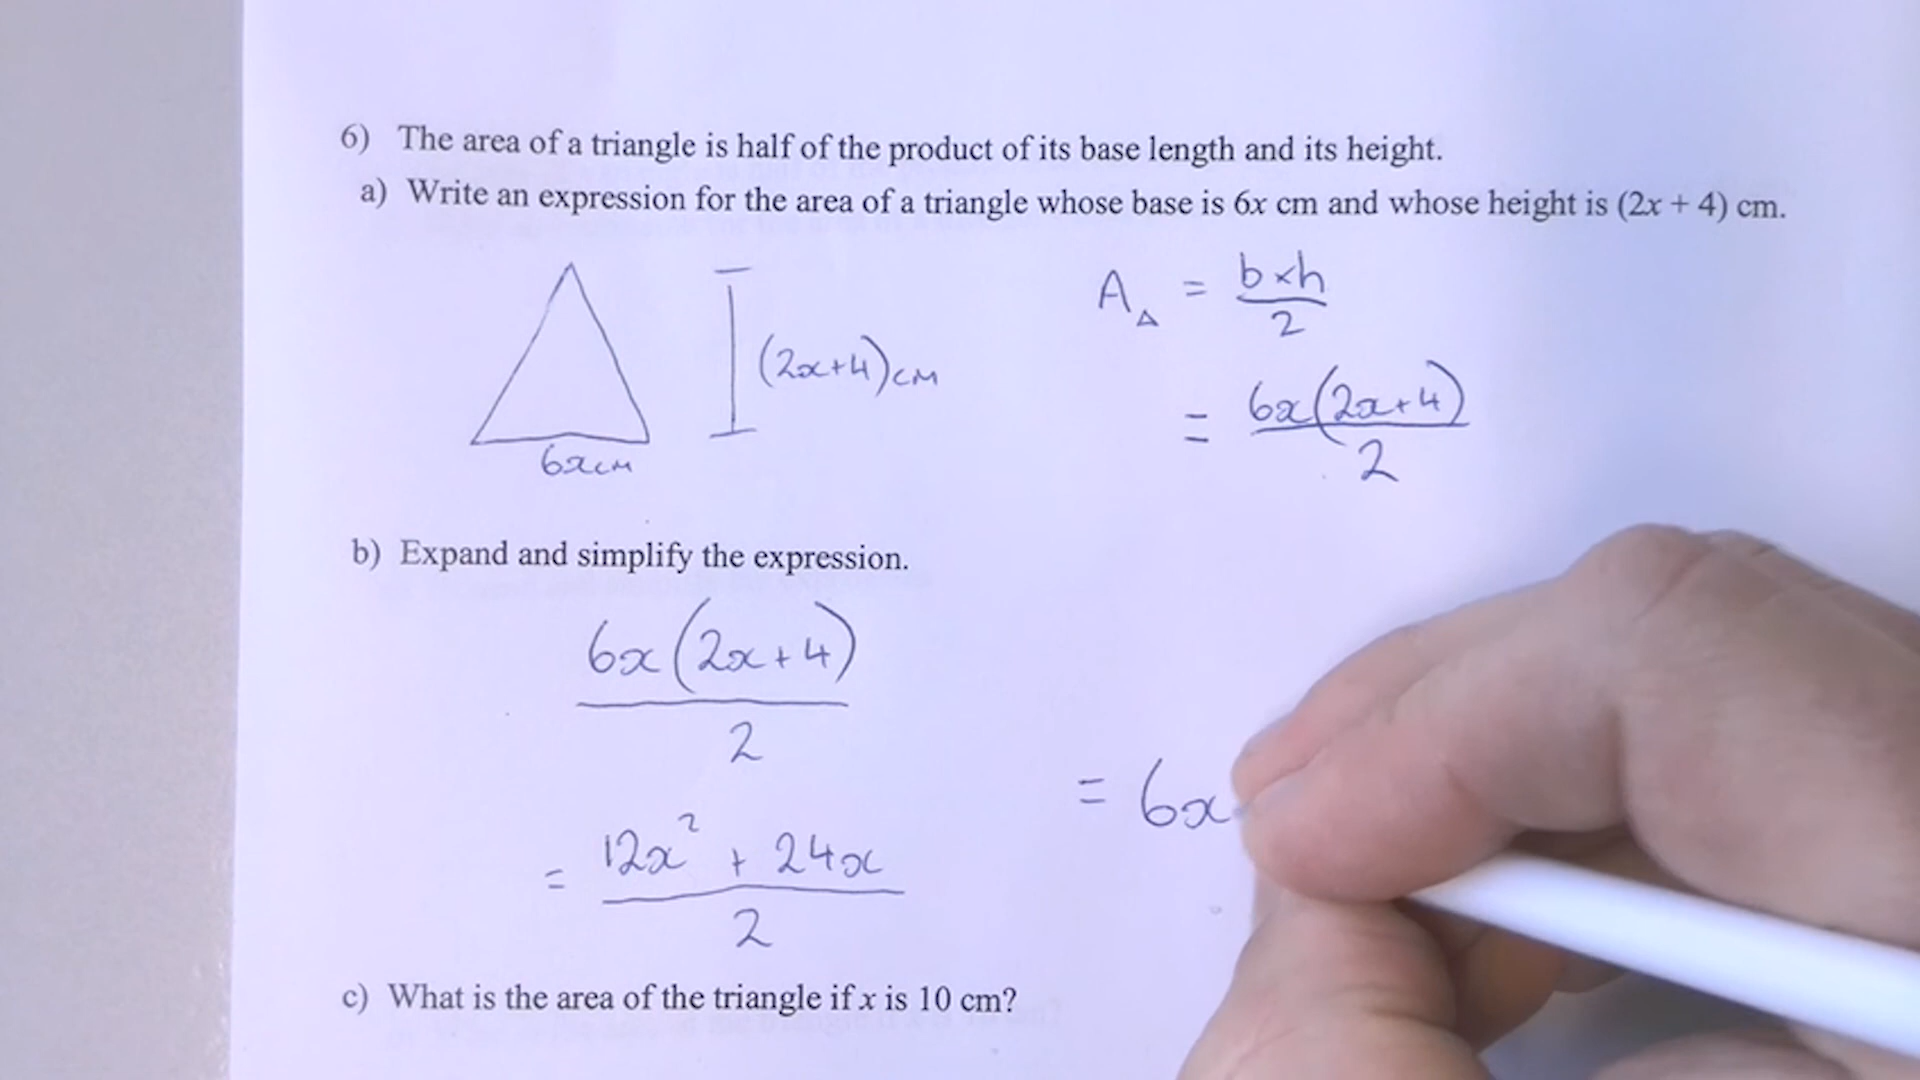 6) The area of a triangle is half of the product of its base length and its height.
a) Write an expression for the area of a triangle whose base is 6x cm and whose height is (2x + 4) cm.
A△ = b×h
2
(2x+4)cm
= 6x(2x+4)
2
6xcm
b) Expand and simplify the expression.
6x(2x+4)
2
= 6x
= 12x² + 24x
2
c) What is the area of the triangle if x is 10 cm?